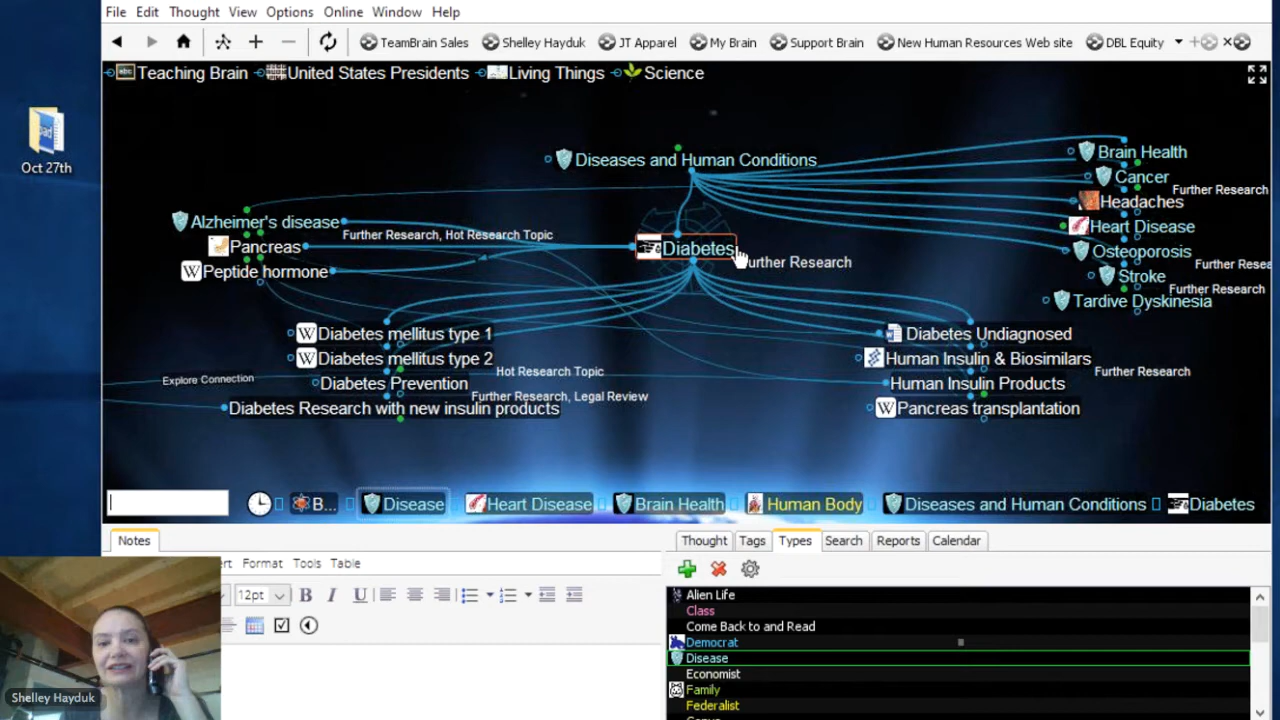 File Edit Thought View Options Online Window Help
TeamBrain Sales Shelley Hayduk JT Apparel My Brain Support Brain New Human Resources Web site DBL Equity
Teaching Brain United States Presidents Living Things Science
Oct 27th
Diseases and Human Conditions
Brain Health
Cancer
Further Research
Headaches
Heart Disease
Osteoporosis
Further Resea
Stroke
Further Research
Tardive Dyskinesia
Alzheimer's disease
Further Research, Hot Research Topic
Pancreas
Peptide hormone
Diabetes
urther Research
Diabetes mellitus type 1
Diabetes mellitus type 2
Hot Research Topic
Explore Connection
Diabetes Prevention
Further Research, Legal Review
Diabetes Research with new insulin products
Diabetes Undiagnosed
Human Insulin & Biosimilars
Further Research
Human Insulin Products
Pancreas transplantation
B... Disease Heart Disease Brain Health Human Body Diseases and Human Conditions Diabetes
Notes
rt Format Tools Table
12pt B I U
Thought Tags Types Search Reports Calendar
Alien Life
Class
Come Back to and Read
Democrat
Disease
Economist
Family
Federalist
Shelley Hayduk